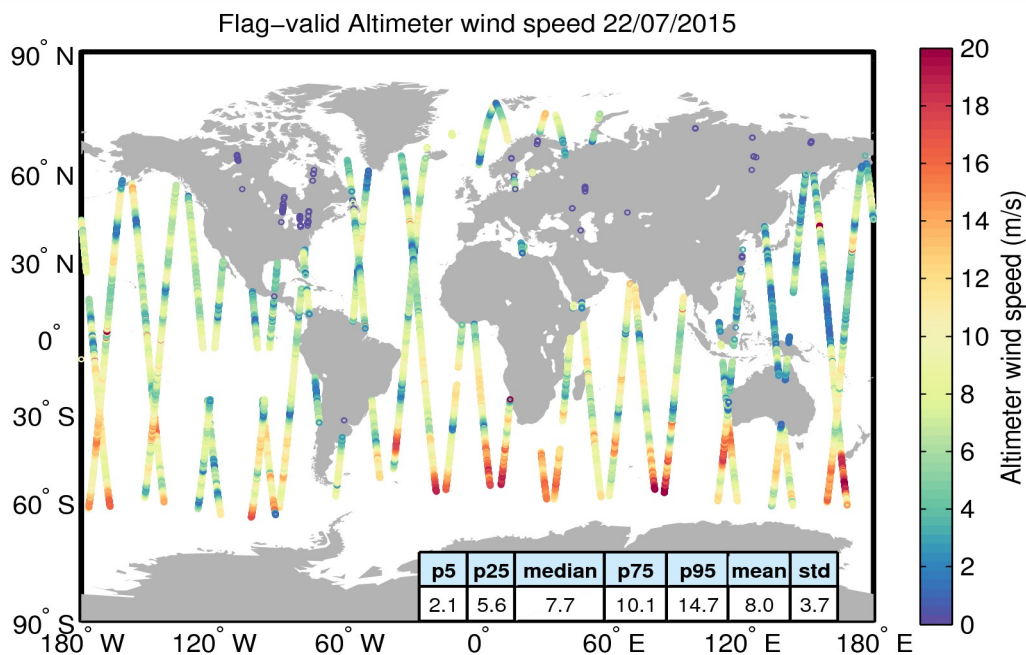 Flag−valid Altimeter wind speed 22/07/2015
90° N
60° N
30° N
0°
30° S
60° S
90° S
180° W
120° W
60° W
0°
60° E
120° E
180° E
p5 p25 median p75 p95 mean std
2.1 5.6 7.7 10.1 14.7 8.0 3.7
20
18
16
14
12
10
8
6
4
2
0
Altimeter wind speed (m/s)